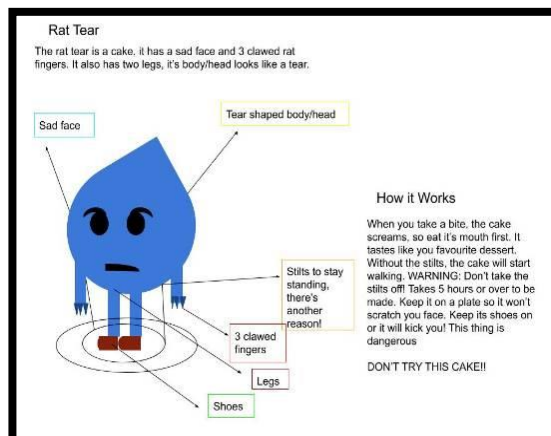 Rat Tear
The rat tear is a cake, it has a sad face and 3 clawed rat
fingers. It also has two legs, it's body/head looks like a tear.
Sad face
Tear shaped body/head
How it Works
When you take a bite, the cake
screams, so eat it's mouth first. It
tastes like you favourite dessert.
Without the stilts, the cake will start
walking. WARNING: Don't take the
stilts off! Takes 5 hours or over to be
made. Keep it on a plate so it won't
scratch you face. Keep its shoes on
or it will kick you! This thing is
dangerous
DON'T TRY THIS CAKE!!
Stilts to stay
standing,
there's
another
reason!
3 clawed
fingers
Legs
Shoes